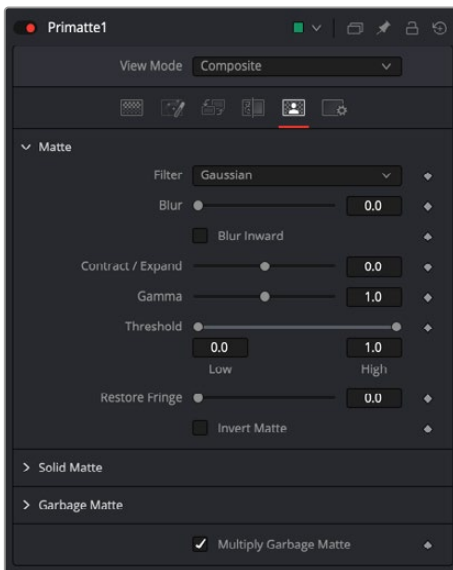 Primatte1
View Mode Composite
Matte
Filter Gaussian
Blur 0.0
Blur Inward
Contract / Expand 0.0
Gamma 1.0
Threshold
0.0 1.0
Low High
Restore Fringe 0.0
Invert Matte
Solid Matte
Garbage Matte
Multiply Garbage Matte